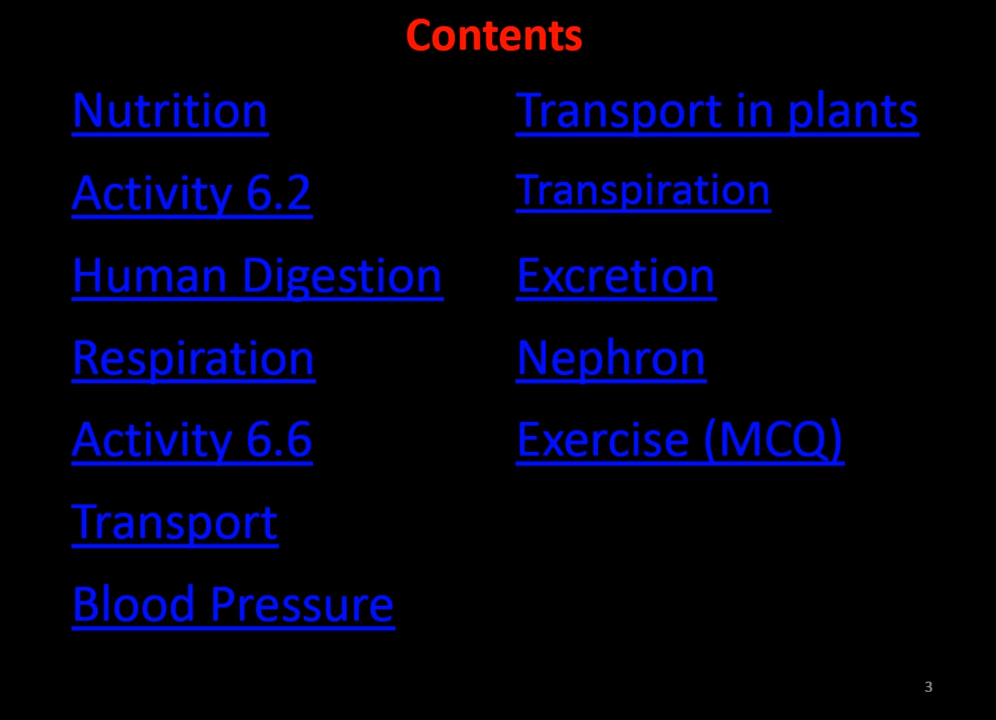 Contents
Nutrition
Activity 6.2
Human Digestion
Respiration
Activity 6.6
Transport
Blood Pressure
Transport in plants
Transpiration
Excretion
Nephron
Exercise (MCQ)
3